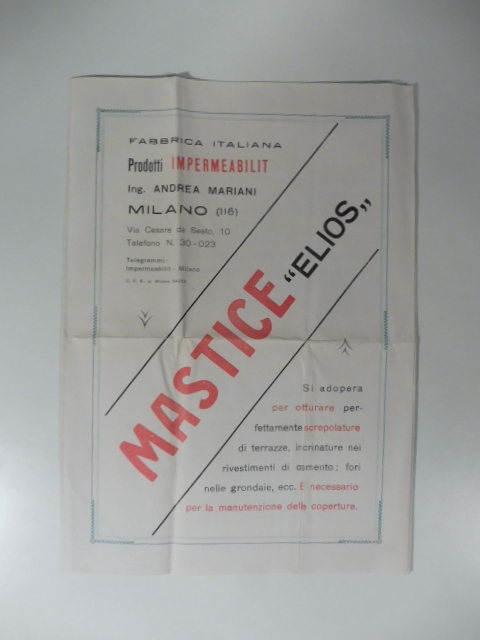 FABBRICA ITALIANA
Prodotti IMPERMEABILIT
Ing. ANDREA MARIANI
MILANO (116)
Via Cesare da Sesto, 10
Telefono N. 30-023
Telegrammi:
Impermeabilit - Milano
C. P. E. Milano
MASTICE "ELIOS„
Si adopera
per otturare per-
fettamente screpolature
di terrazze, incrinature nei
rivestimenti di cemento; fori
nelle grondaie, ecc. E necessario
per la manutenzione delle coperture.